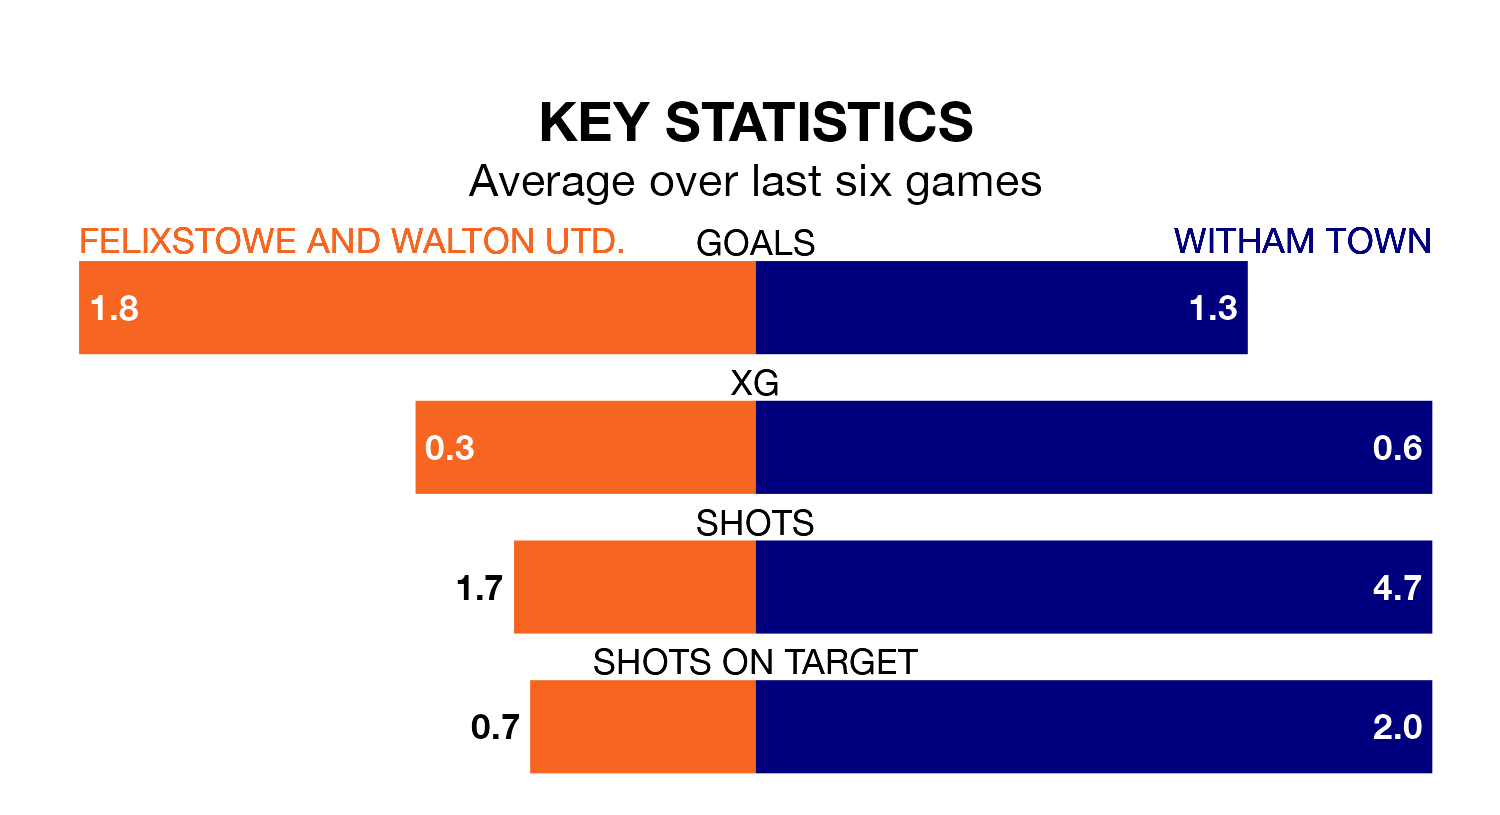 KEY STATISTICS
Average over last six games
FELIXSTOWE AND WALTON UTD. GOALS WITHAM TOWN
1.8 1.3
XG
0.3 0.6
SHOTS
1.7 4.7
SHOTS ON TARGET
0.7 2.0